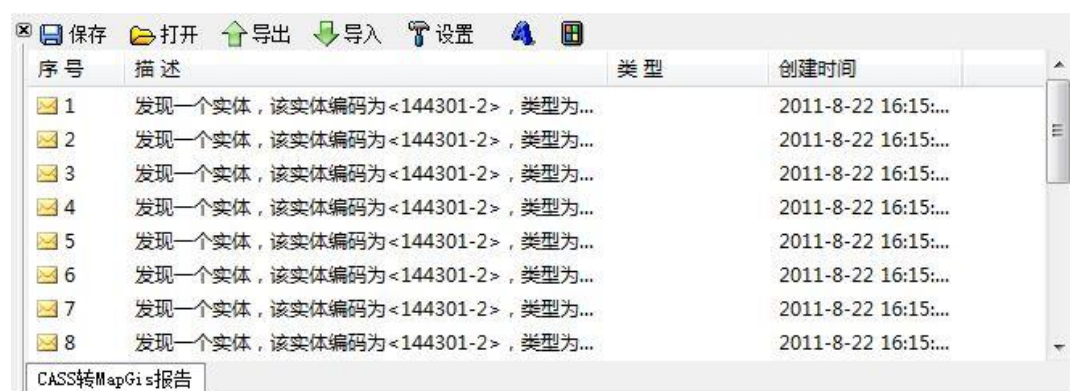 保存 打开 导出 导入 设置
序号 描述 类型 创建时间
1 发现一个实体，该实体编码为<144301-2>，类型为... 2011-8-22 16:15:...
2 发现一个实体，该实体编码为<144301-2>，类型为... 2011-8-22 16:15:...
3 发现一个实体，该实体编码为<144301-2>，类型为... 2011-8-22 16:15:...
4 发现一个实体，该实体编码为<144301-2>，类型为... 2011-8-22 16:15:...
5 发现一个实体，该实体编码为<144301-2>，类型为... 2011-8-22 16:15:...
6 发现一个实体，该实体编码为<144301-2>，类型为... 2011-8-22 16:15:...
7 发现一个实体，该实体编码为<144301-2>，类型为... 2011-8-22 16:15:...
8 发现一个实体，该实体编码为<144301-2>，类型为... 2011-8-22 16:15:...
CASS转MapGis报告